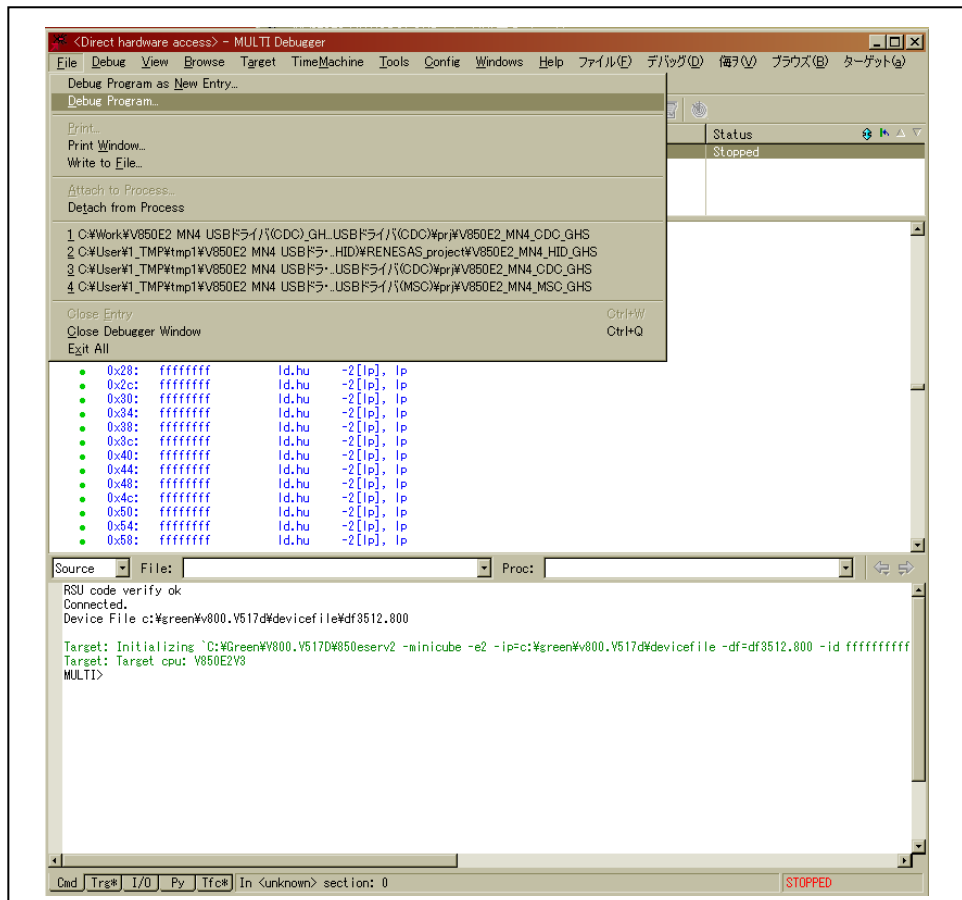 <Direct hardware access> - MULTI Debugger
File Debug View Browse Target TimeMachine Tools Config Windows Help ファイル(F) デバッグ(D) 侮ｦ(V) ブラウズ(B) ターゲット(g)
Debug Program as New Entry...
Debug Program...
Print...
Print Window...
Write to File...
Attach to Process...
Detach from Process
1 C:¥Work¥V850E2 MN4 USBドライバ(CDC)_GH...USBドライバ(CDC)¥prj¥V850E2_MN4_CDC_GHS
2 C:¥User¥1_TMP¥tmp1¥V850E2 MN4 USBドラ・...HID)¥RENESAS_project¥V850E2_MN4_HID_GHS
3 C:¥User¥1_TMP¥tmp1¥V850E2 MN4 USBドラ・...USBドライバ(CDC)¥prj¥V850E2_MN4_CDC_GHS
4 C:¥User¥1_TMP¥tmp1¥V850E2 MN4 USBドラ・...USBドライバ(MSC)¥prj¥V850E2_MN4_MSC_GHS
Close Entry Ctrl+W
Close Debugger Window Ctrl+Q
Exit All
Status
Stopped
0x28: ffffffff ld.hu -2[lp], lp
0x2c: ffffffff ld.hu -2[lp], lp
0x30: ffffffff ld.hu -2[lp], lp
0x34: ffffffff ld.hu -2[lp], lp
0x38: ffffffff ld.hu -2[lp], lp
0x3c: ffffffff ld.hu -2[lp], lp
0x40: ffffffff ld.hu -2[lp], lp
0x44: ffffffff ld.hu -2[lp], lp
0x48: ffffffff ld.hu -2[lp], lp
0x4c: ffffffff ld.hu -2[lp], lp
0x50: ffffffff ld.hu -2[lp], lp
0x54: ffffffff ld.hu -2[lp], lp
0x58: ffffffff ld.hu -2[lp], lp
Source File: Proc:
RSU code verify ok
Connected.
Device File c:¥green¥v800.V517d¥devicefile¥df3512.800
Target: Initializing `C:¥Green¥V800.V517D¥850eserv2 -minicube -e2 -ip=c:¥green¥v800.V517d¥devicefile -df=df3512.800 -id ffffffffff
Target: Target cpu: V850E2V3
MULTI>
Cmd Trg* I/O Py Tfc* In <unknown> section: 0 STOPPED